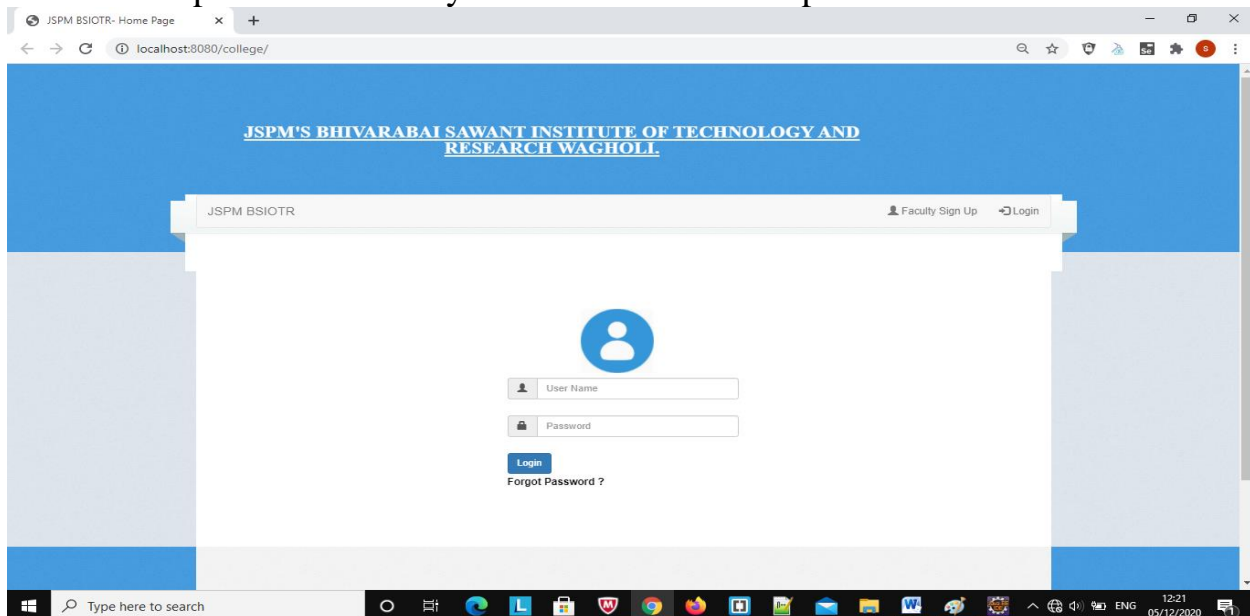 JSPM BSIOTR- Home Page
localhost:8080/college/
Se
S
JSPM'S BHIVARABAI SAWANT INSTITUTE OF TECHNOLOGY AND
RESEARCH WAGHOLI.
JSPM BSIOTR
Faculty Sign Up
Login
User Name
Password
Login
Forgot Password ?
Type here to search
L
W
ENG
12:21
05/12/2020